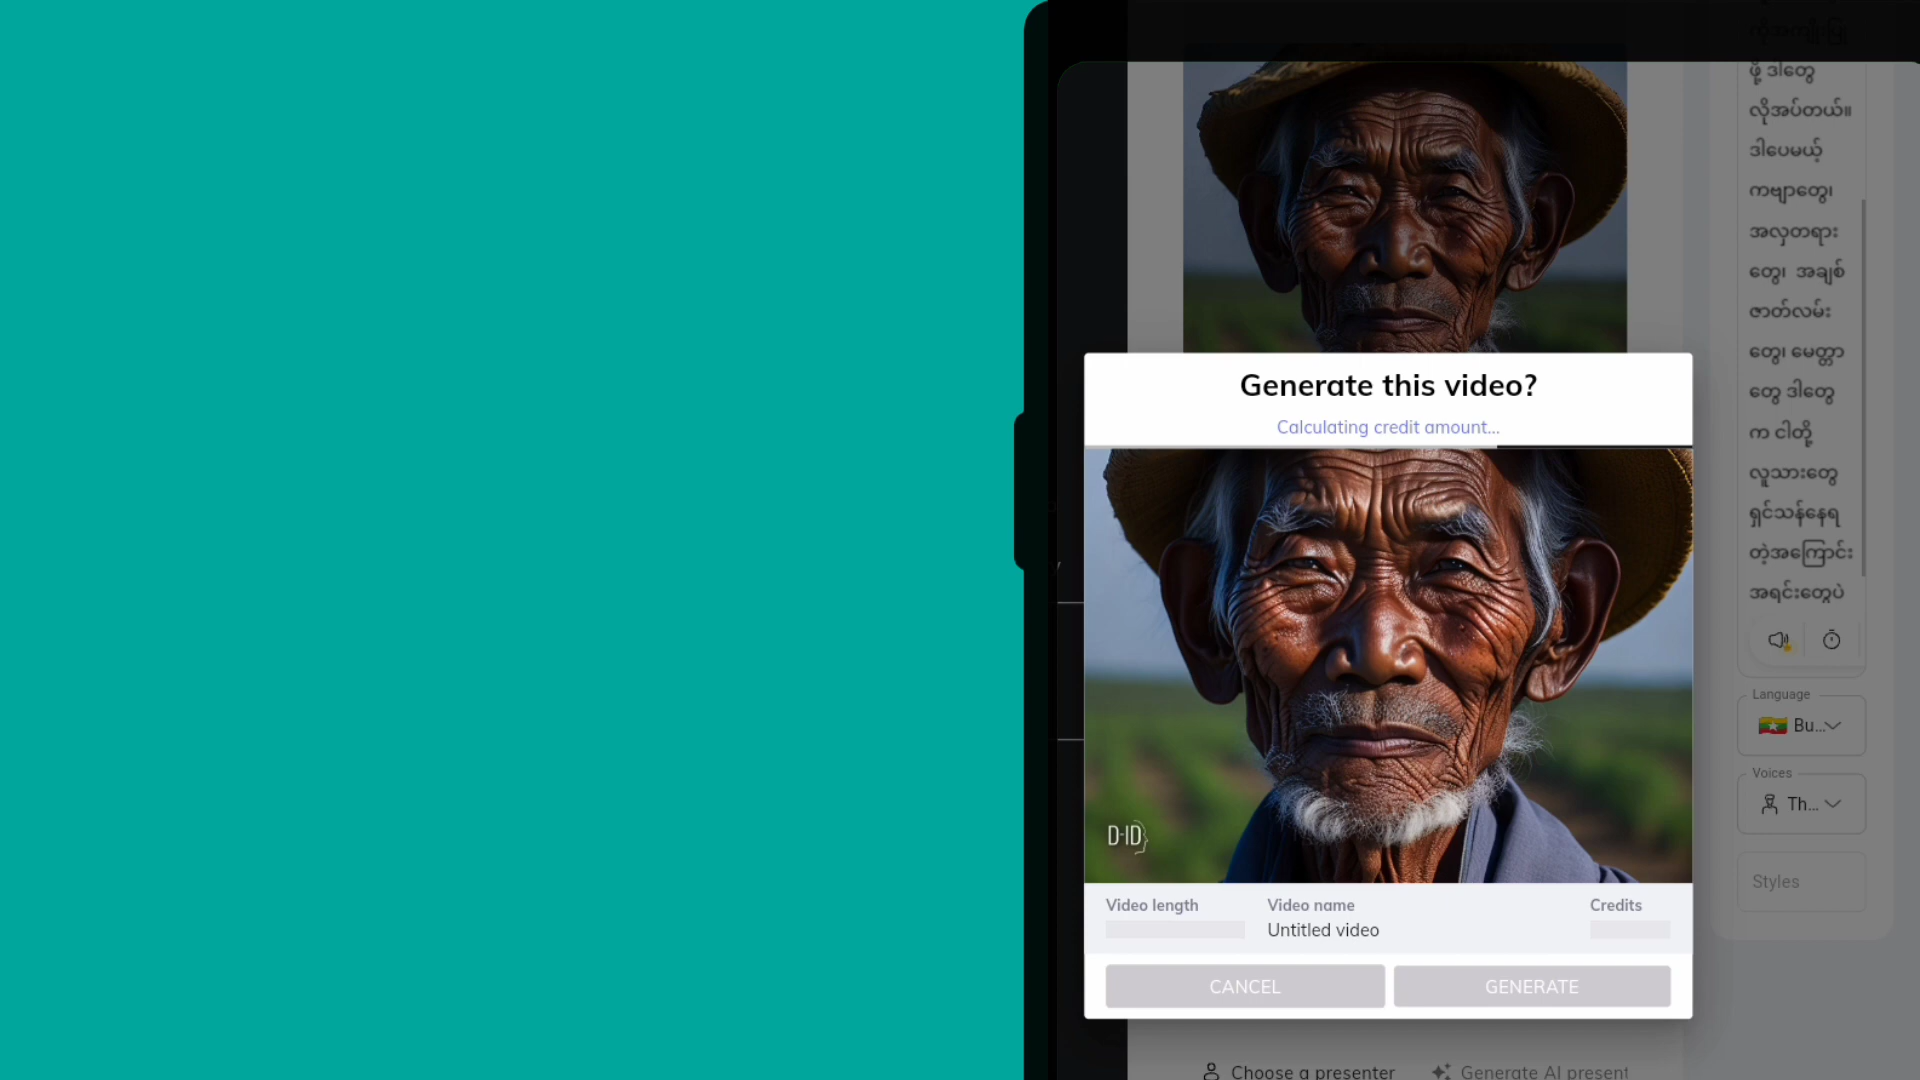 ဖို့ ဒါတွေ
လိုအပ်တယ်။
ဒါပေမယ့်
ကဗျာတွေ၊
အလှတရား
တွေ၊ အချစ်
ဇာတ်လမ်း
တွေ၊ မေတ္တာ
တွေ ဒါတွေ
က ငါတို့
လူသားတွေ
ရှင်သန်နေရ
တဲ့အကြောင်း
အရင်းတွေပဲ
Language
Bu...
Voices
Th...
Styles
Generate this video?
Calculating credit amount...
D-ID
Video length
Video name
Credits
Untitled video
CANCEL
GENERATE
Choose a presenter
Generate AI present